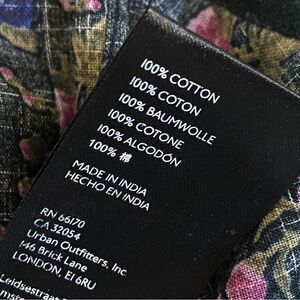 100% COTTON
100% COTON
100% BAUMWOLLE
100% COTONE
100% ALGODÓN
100% 棉
MADE IN INDIA
HECHO EN INDIA
RN 66170
CA 32054
Urban Outfitters, Inc
146 Brick Lane
LONDON, E1 6RU
Leidsestraat